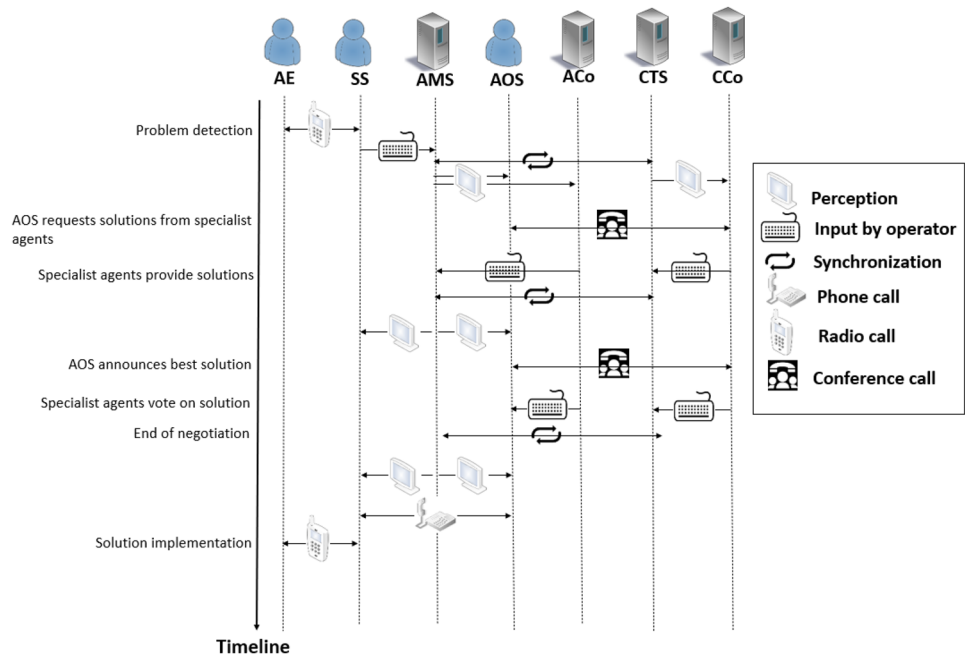 AE SS AMS AOS ACo CTS CCo
Problem detection
AOS requests solutions from specialist
agents
Specialist agents provide solutions
AOS announces best solution
Specialist agents vote on solution
End of negotiation
Solution implementation
Timeline
Perception
Input by operator
Synchronization
Phone call
Radio call
Conference call